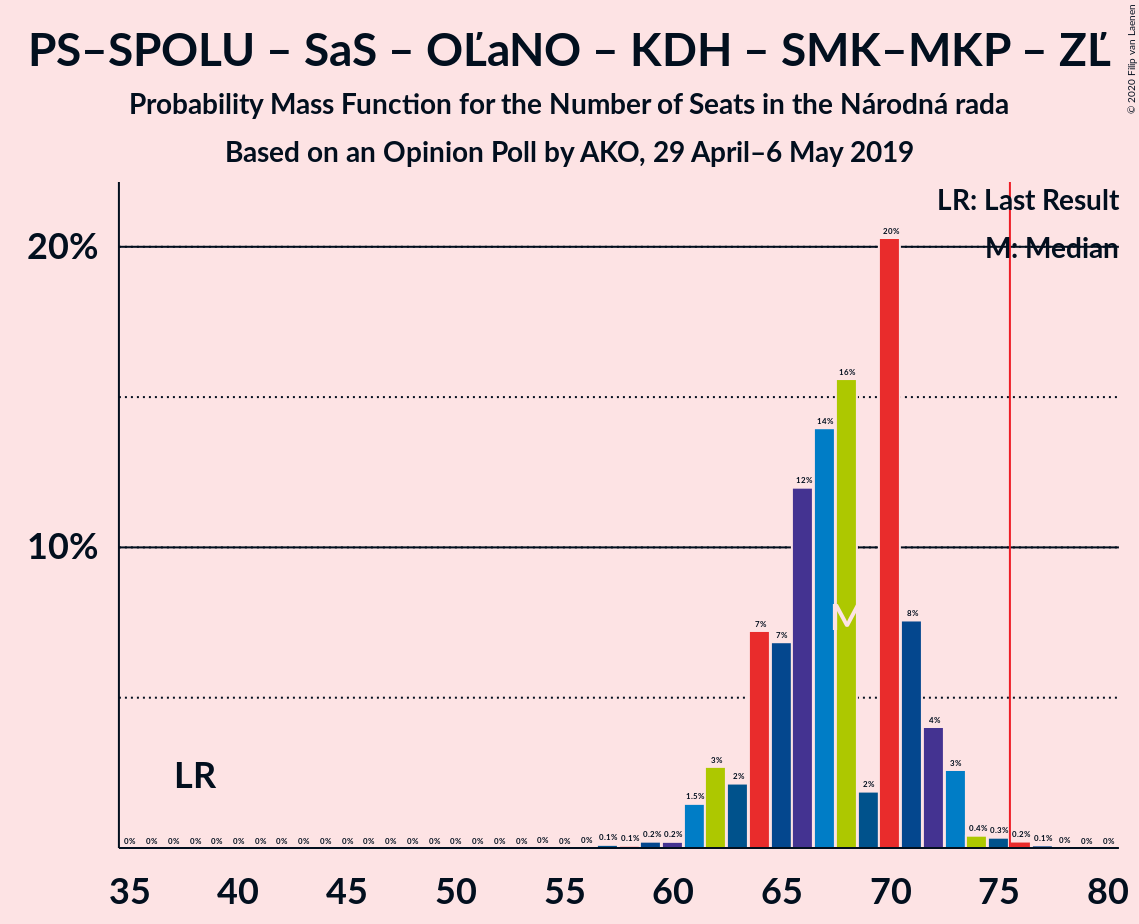 PS–SPOLU – SaS – OĽaNO – KDH – SMK–MKP – ZĽ
Probability Mass Function for the Number of Seats in the Národná rada
Based on an Opinion Poll by AKO, 29 April–6 May 2019
© 2020 Filip van Laenen
LR: Last Result
M: Median
20%
10%
0% 0% 0% 0% 0% 0% 0% 0% 0% 0% 0% 0% 0% 0% 0% 0% 0% 0% 0% 0% 0% 0% 0.1% 0.1% 0.2% 0.2% 1.5% 3% 2% 7% 7% 12% 14% 16% 2% 20% 8% 4% 3% 0.4% 0.3% 0.2% 0.1% 0% 0% 0%
M
LR
35 40 45 50 55 60 65 70 75 80